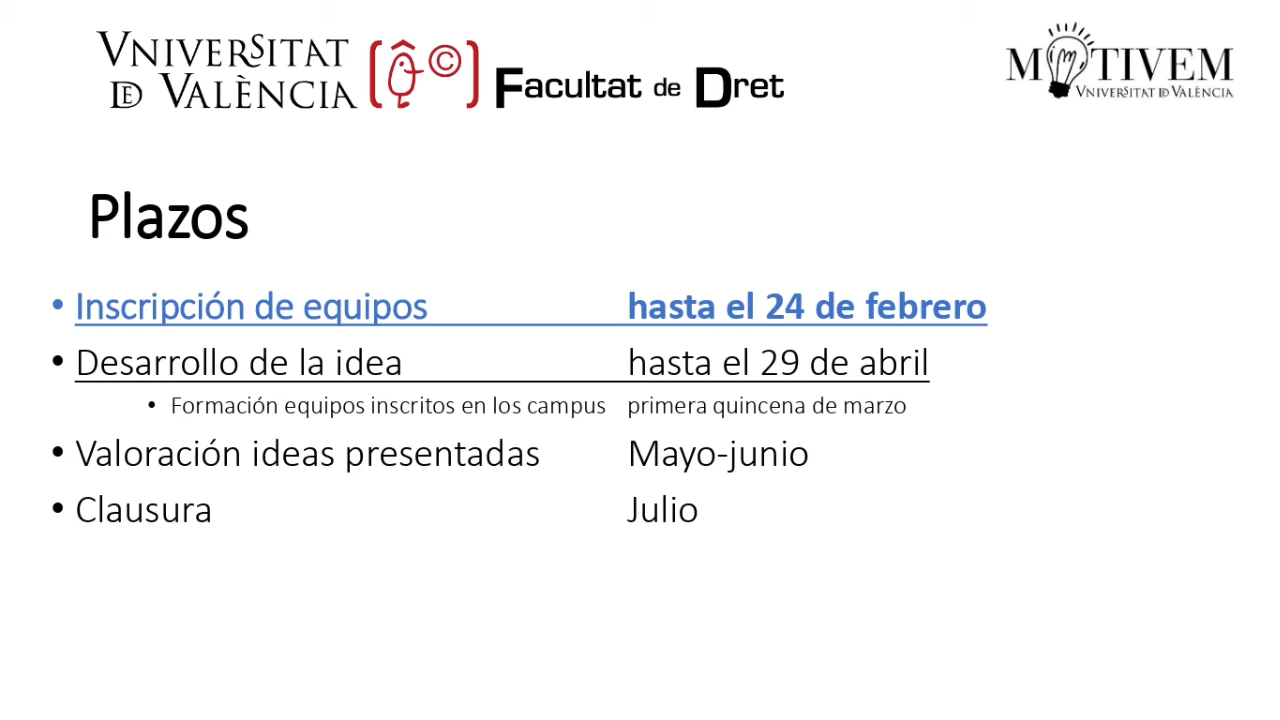 VNIVERSITAT
DE VALÈNCIA
Facultat de Dret
MOTIVEM
VNIVERSITAT DE VALÈNCIA
Plazos
• Inscripción de equipos hasta el 24 de febrero
• Desarrollo de la idea hasta el 29 de abril
• Formación equipos inscritos en los campus primera quincena de marzo
• Valoración ideas presentadas Mayo-junio
• Clausura Julio